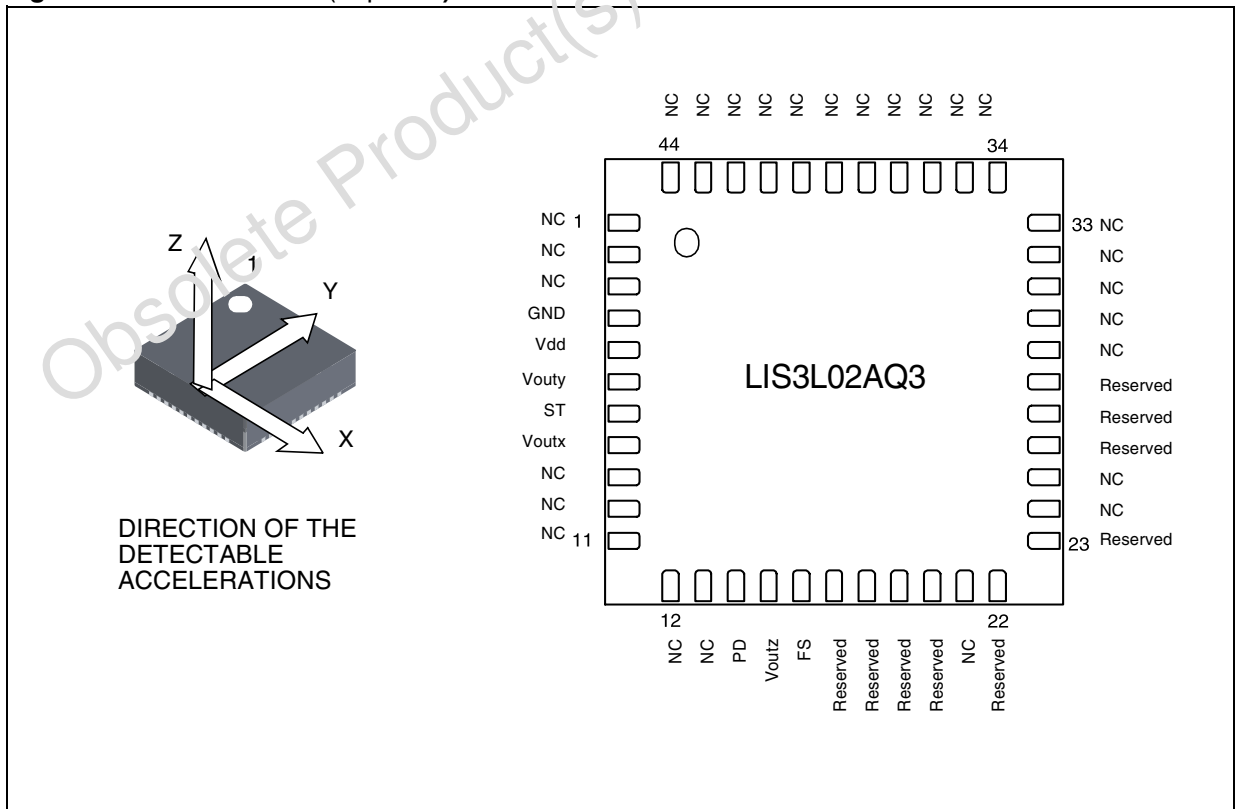 Obsolete Product(s)
NC NC NC NC NC NC NC NC NC NC NC
44 34
Z
1
Y
X
DIRECTION OF THE
DETECTABLE
ACCELERATIONS
NC 1
NC
NC
GND
Vdd
Vouty
ST
Voutx
NC
NC
NC 11
LIS3L02AQ3
33 NC
NC
NC
NC
NC
Reserved
Reserved
Reserved
NC
NC
23 Reserved
12 22
NC NC PD Voutz FS Reserved Reserved Reserved Reserved NC Reserved